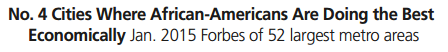 No. 4 Cities Where African-Americans Are Doing the Best
Economically Jan. 2015 Forbes of 52 largest metro areas